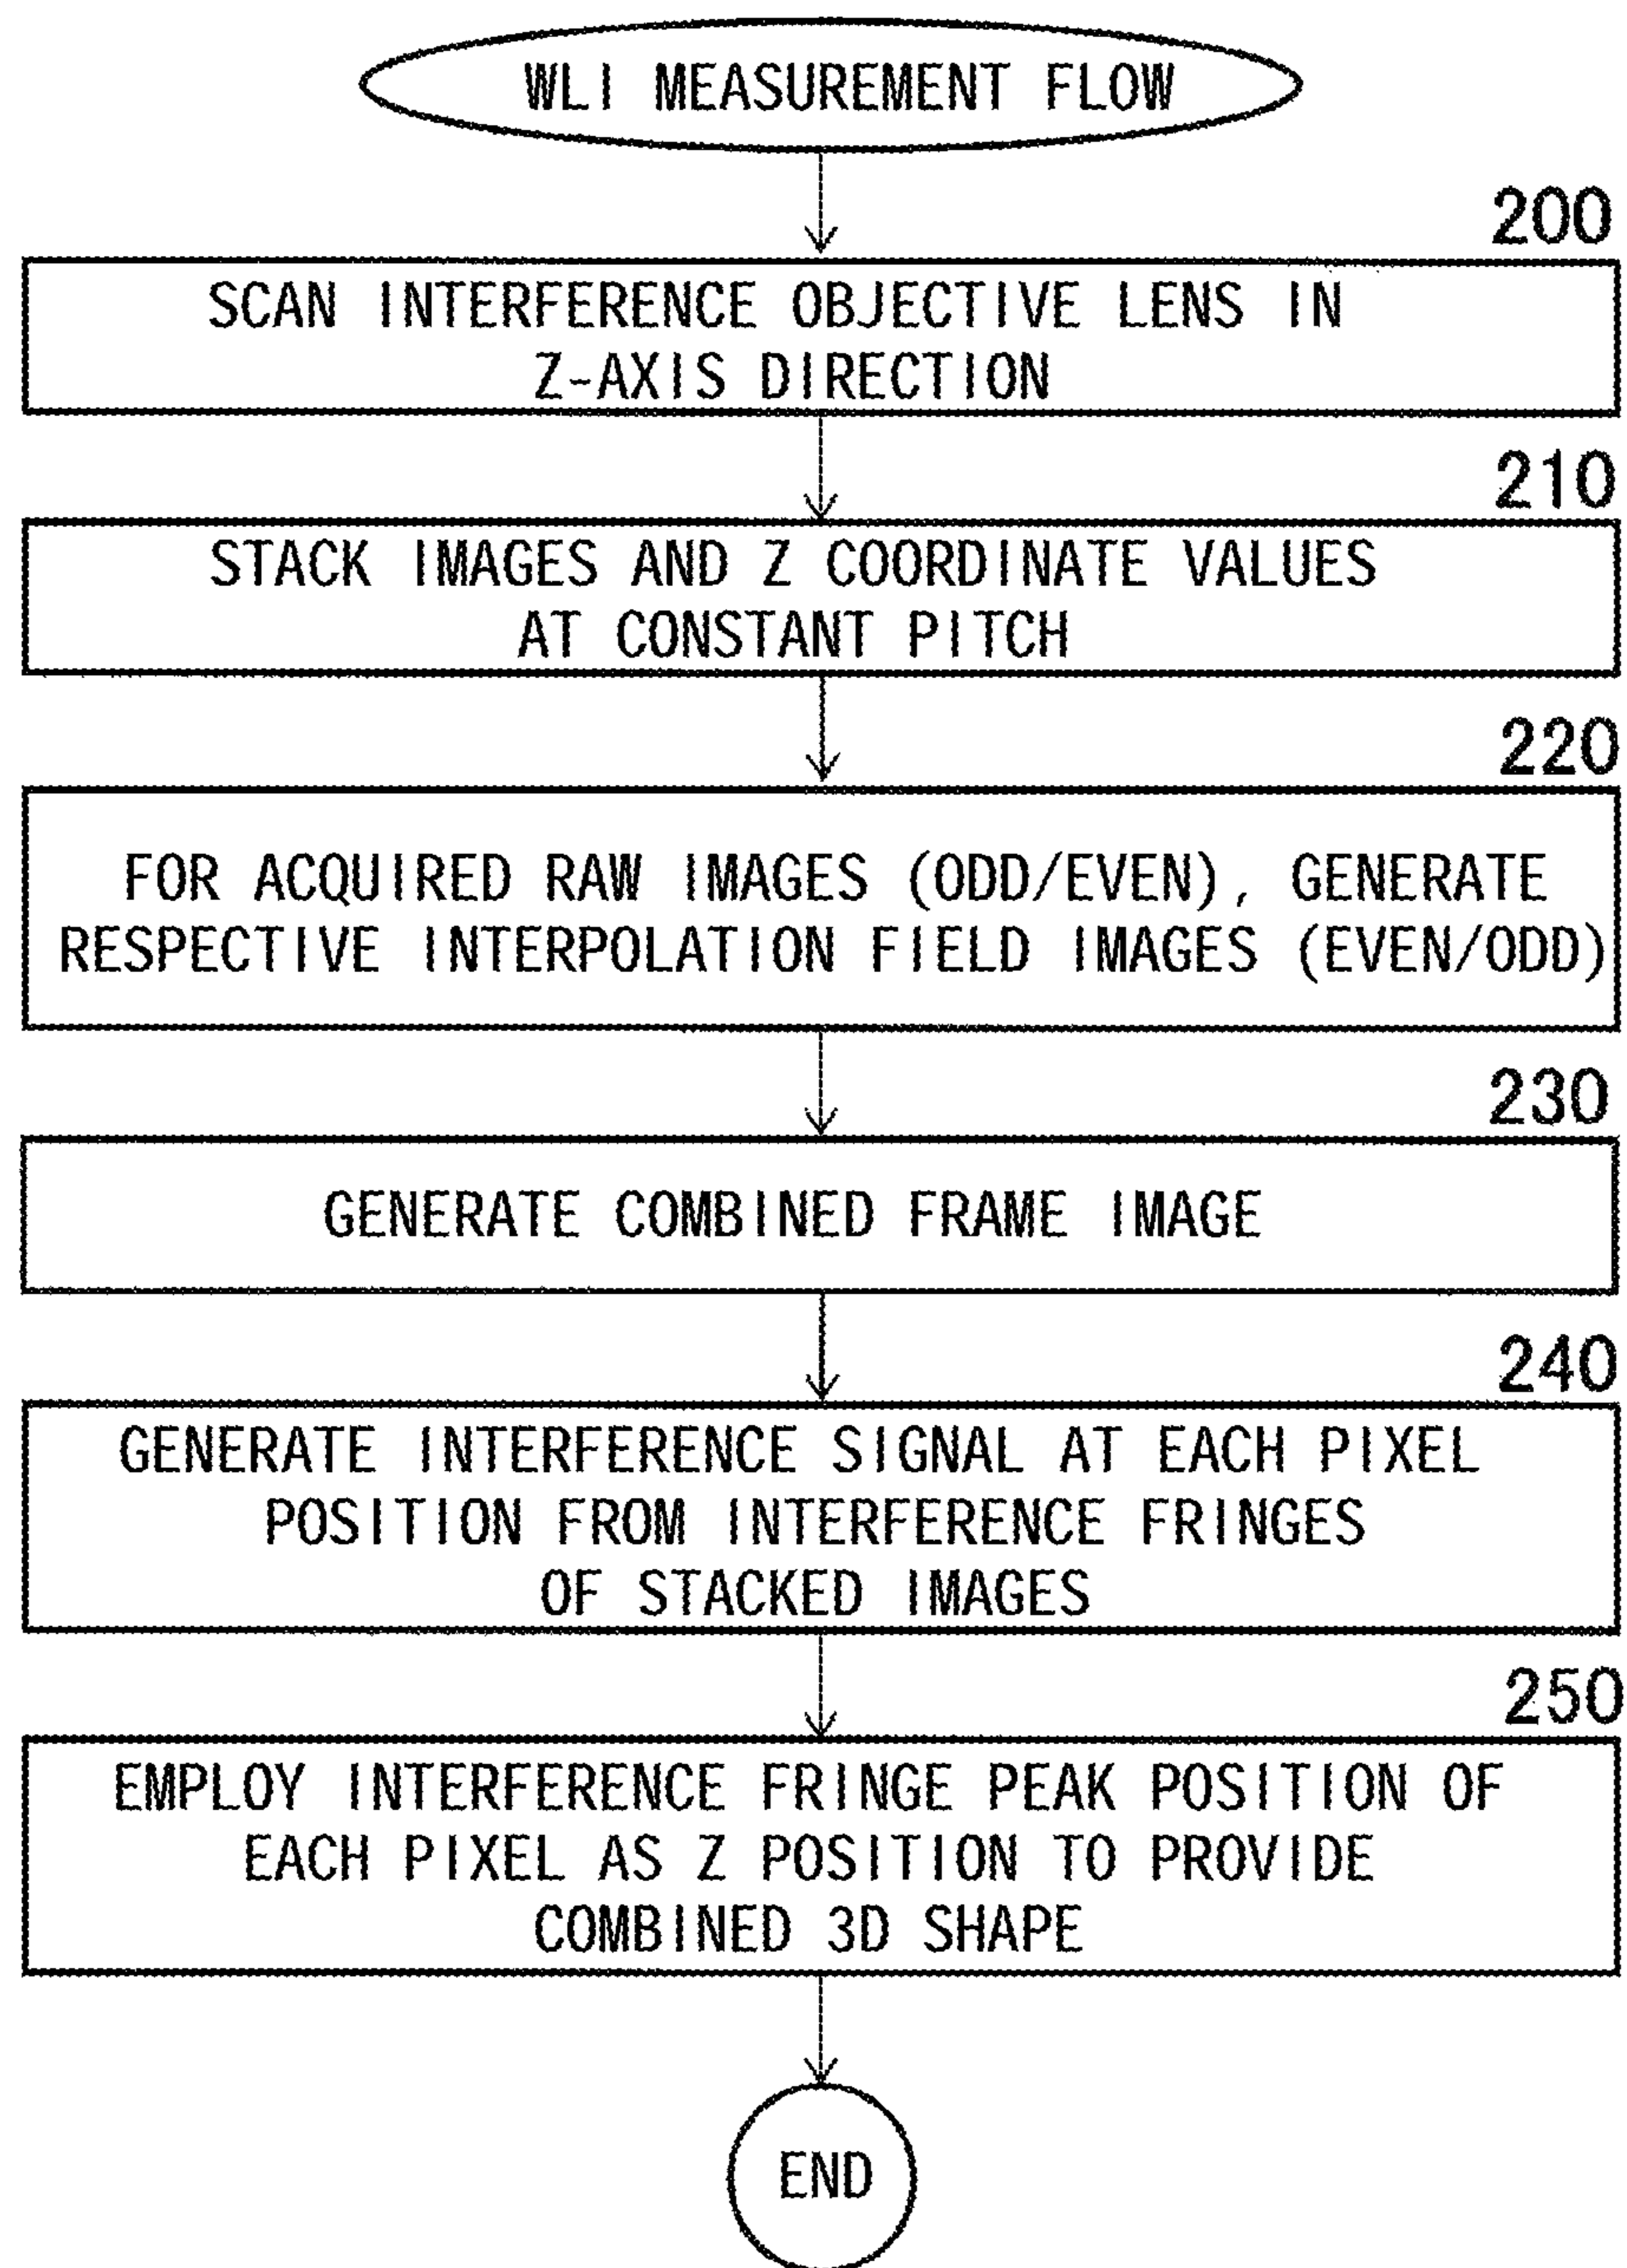 WLI MEASUREMENT FLOW
200
SCAN INTERFERENCE OBJECTIVE LENS IN
Z-AXIS DIRECTION
210
STACK IMAGES AND Z COORDINATE VALUES
AT CONSTANT PITCH
220
FOR ACQUIRED RAW IMAGES (ODD/EVEN), GENERATE
RESPECTIVE INTERPOLATION FIELD IMAGES (EVEN/ODD)
230
GENERATE COMBINED FRAME IMAGE
240
GENERATE INTERFERENCE SIGNAL AT EACH PIXEL
POSITION FROM INTERFERENCE FRINGES
OF STACKED IMAGES
250
EMPLOY INTERFERENCE FRINGE PEAK POSITION OF
EACH PIXEL AS Z POSITION TO PROVIDE
COMBINED 3D SHAPE
END